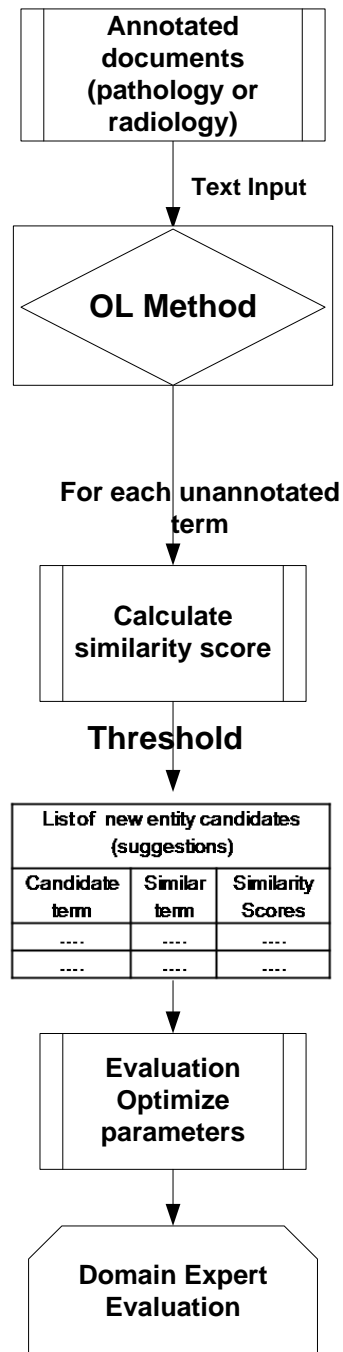 Annotated
documents
(pathology or
radiology)
Text Input
OL Method
For each unannotated
term
Calculate
similarity score
Threshold
List of new entity candidates
(suggestions)
Candidate Similar Similarity
term term Scores
---- ---- ----
---- ---- ----
Evaluation
Optimize
parameters
Domain Expert
Evaluation